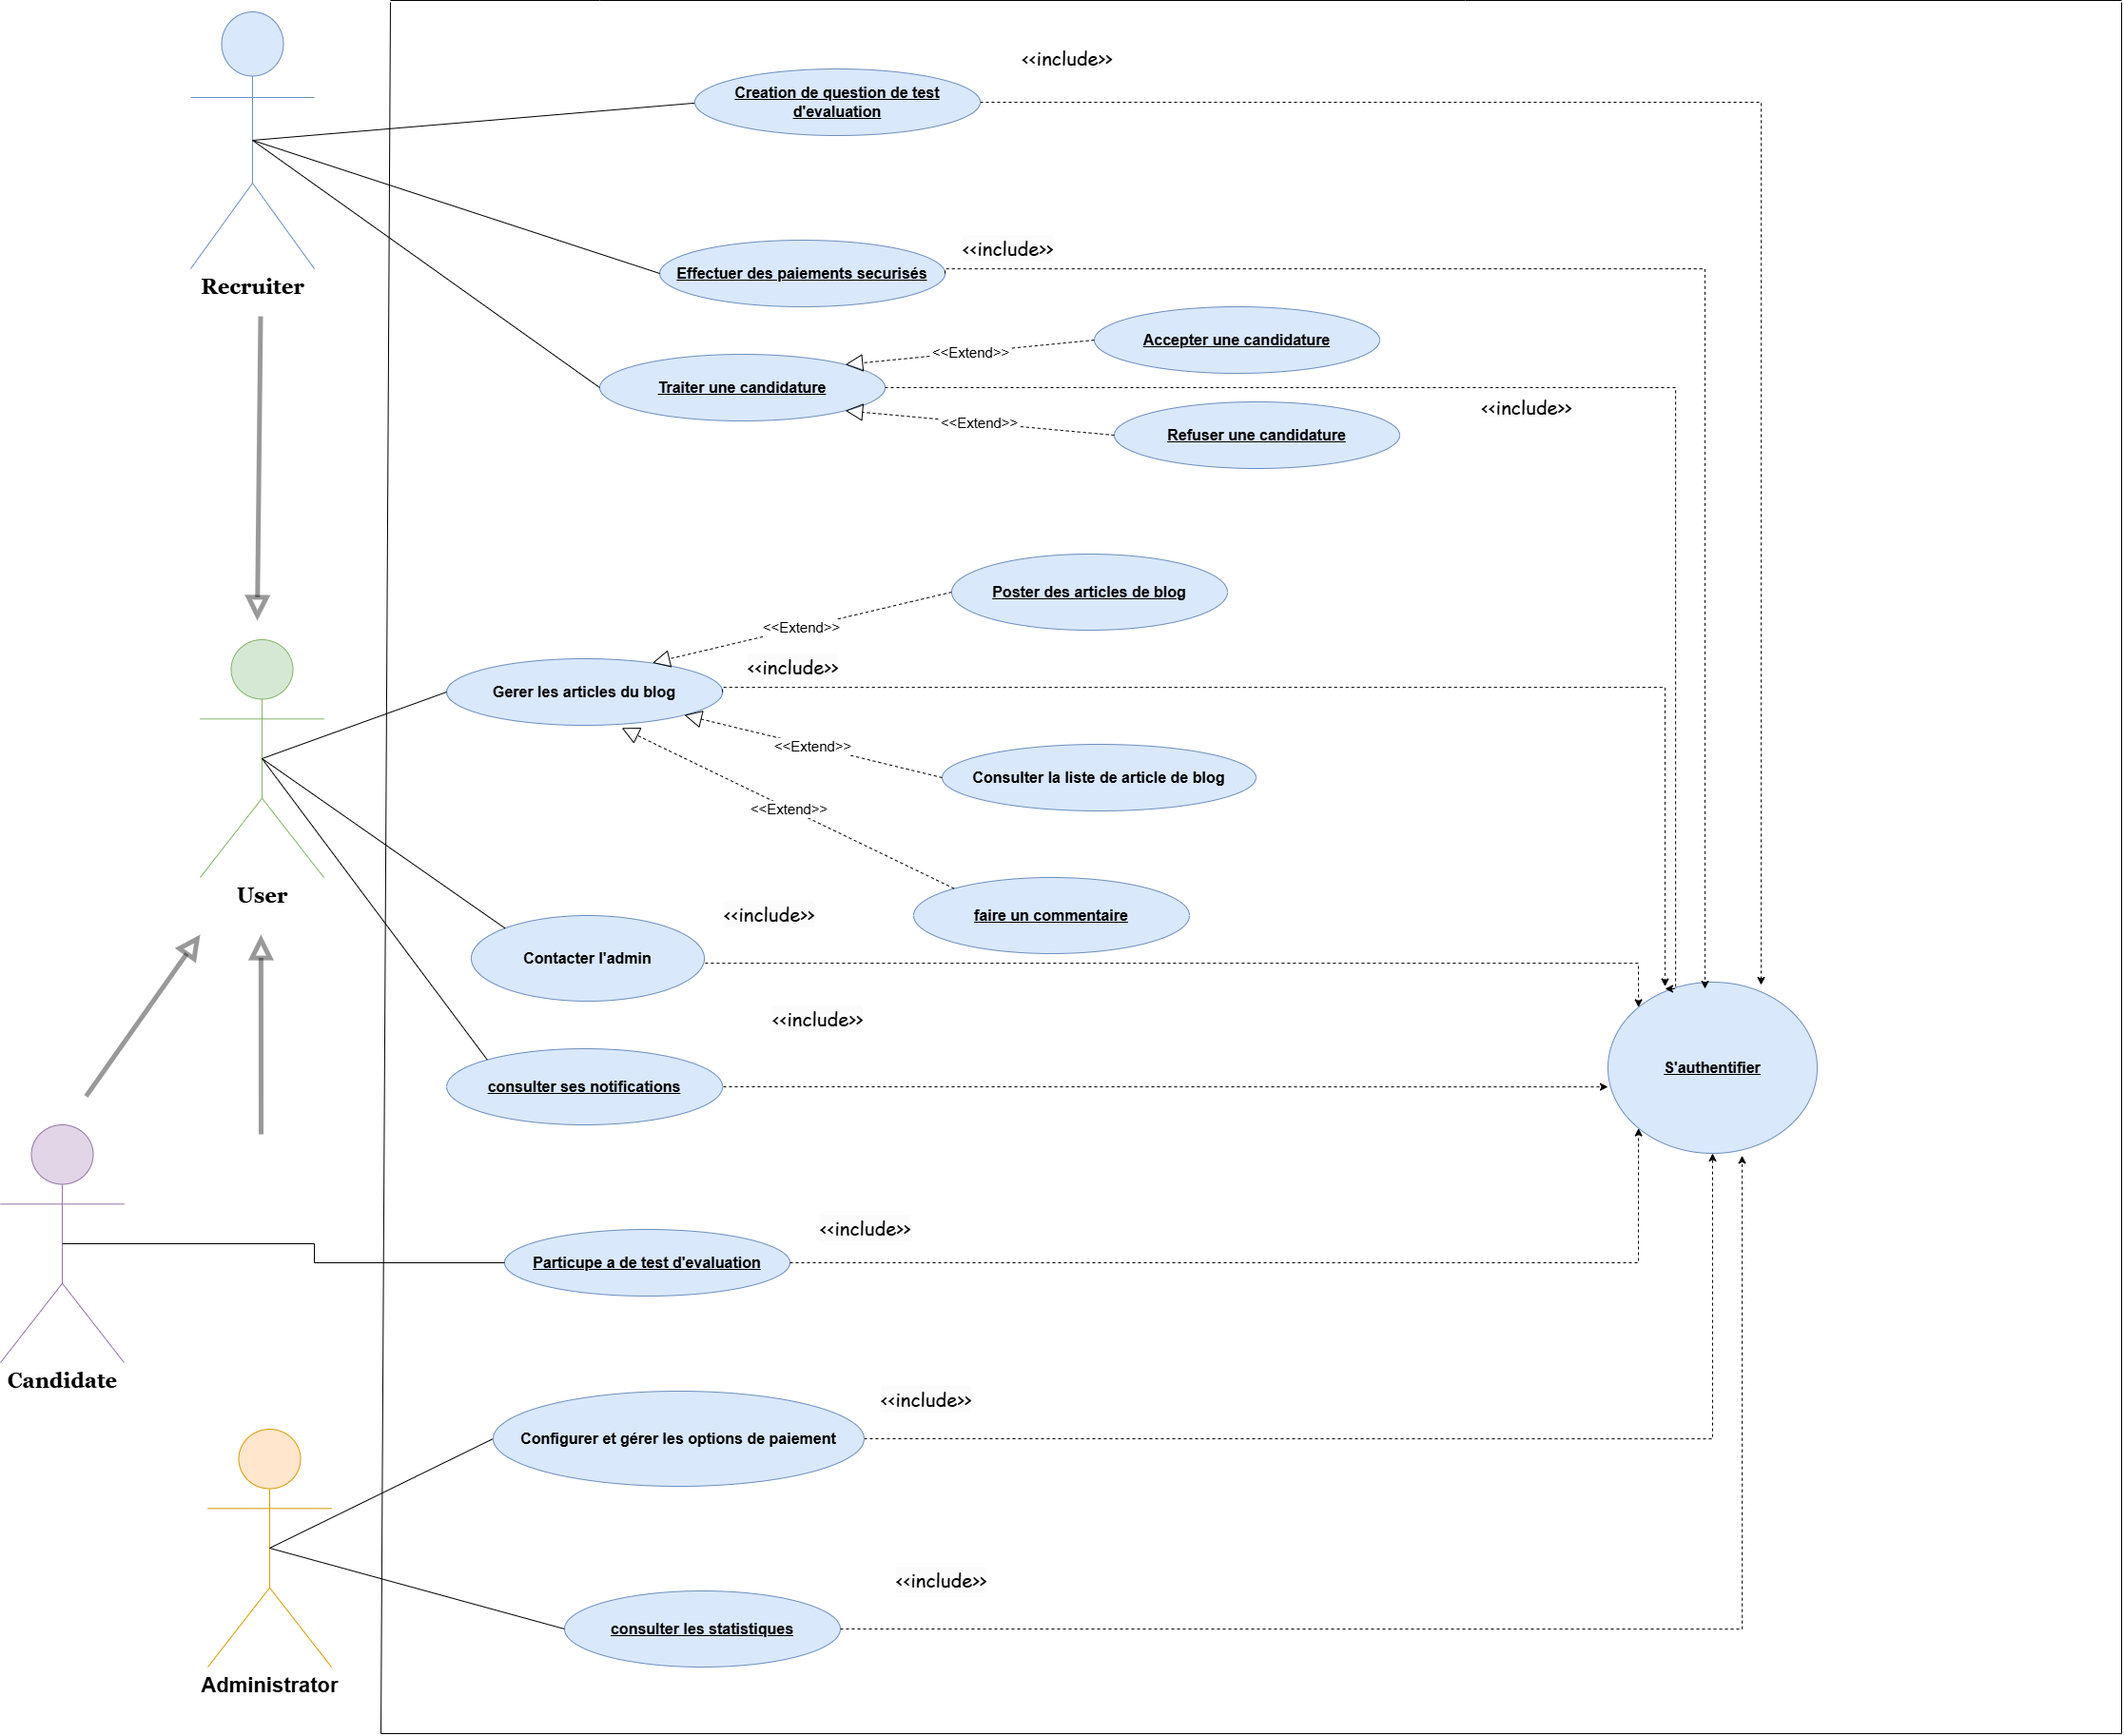 <<include>>
Creation de question de test
d'evaluation
<<include>>
Effectuer des paiements securisés
Recruiter
Accepter une candidature
<<Extend>>
Traiter une candidature
<<include>>
<<Extend>>
Refuser une candidature
Poster des articles de blog
<<Extend>>
<<include>>
Gerer les articles du blog
<<Extend>>
Consulter la liste de article de blog
<<Extend>>
User
<<include>>
faire un commentaire
Contacter l'admin
<<include>>
S'authentifier
consulter ses notifications
<<include>>
Particupe a de test d'evaluation
Candidate
<<include>>
Configurer et gérer les options de paiement
<<include>>
consulter les statistiques
Administrator